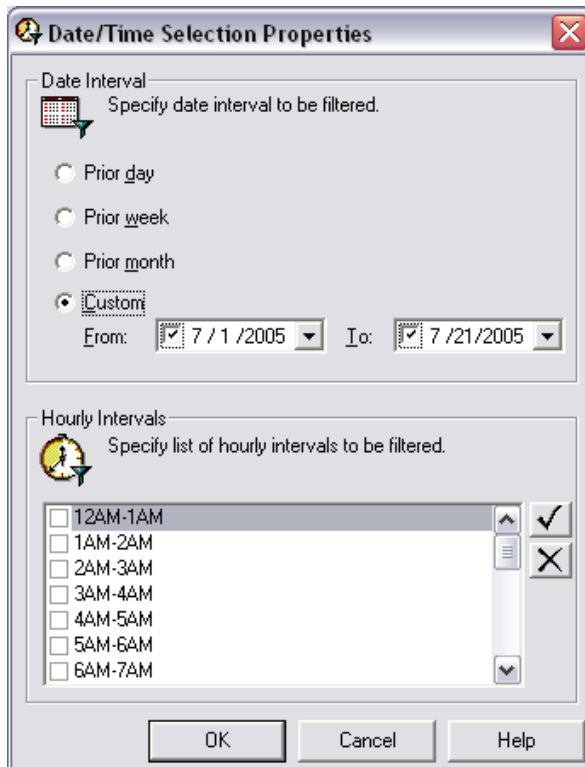 Date/Time Selection Properties
Date Interval
Specify date interval to be filtered.
Prior day
Prior week
Prior month
Custom
From: 7 / 1 /2005 To: 7 /21/2005
Hourly Intervals
Specify list of hourly intervals to be filtered.
12AM-1AM
1AM-2AM
2AM-3AM
3AM-4AM
4AM-5AM
5AM-6AM
6AM-7AM
OK Cancel Help